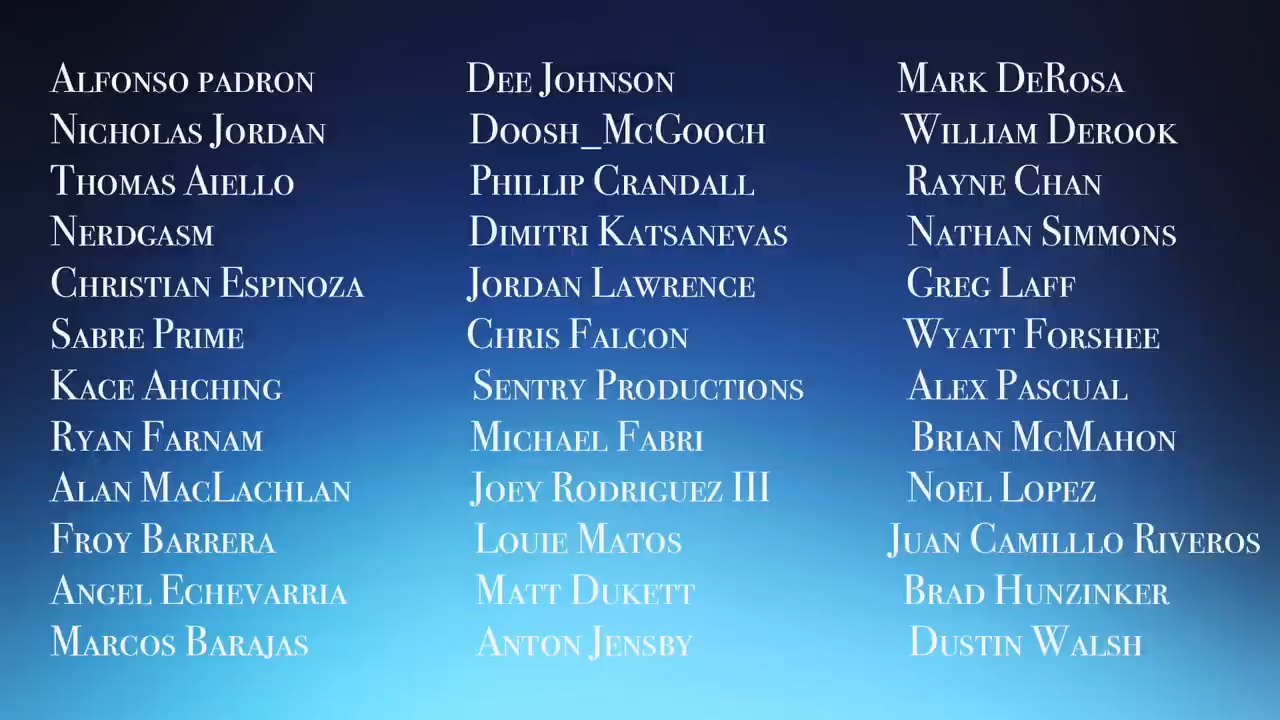 Alfonso padron
Nicholas Jordan
Thomas Aiello
Nerdgasm
Christian Espinoza
Sabre Prime
Kace Ahching
Ryan Farnam
Alan MacLachlan
Froy Barrera
Angel Echevarria
Marcos Barajas
Dee Johnson
Doosh_McGooch
Phillip Crandall
Dimitri Katsanevas
Jordan Lawrence
Chris Falcon
Sentry Productions
Michael Fabri
Joey Rodriguez III
Louie Matos
Matt Dukett
Anton Jensby
Mark DeRosa
William Derook
Rayne Chan
Nathan Simmons
Greg Laff
Wyatt Forshee
Alex Pascual
Brian McMahon
Noel Lopez
Juan Camilllo Riveros
Brad Hunzinker
Dustin Walsh